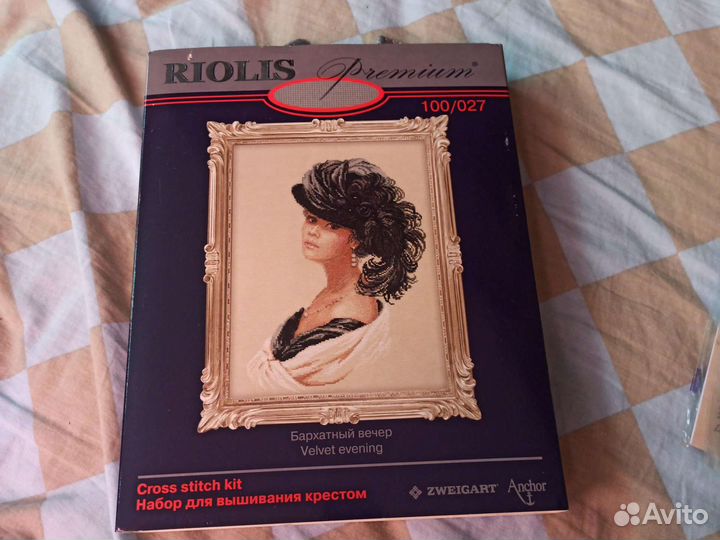 RIOLIS Premium®
100/027
Бархатный вечер
Velvet evening
Cross stitch kit
Набор для вышивания крестом
ZWEIGART® Anchor
Avito